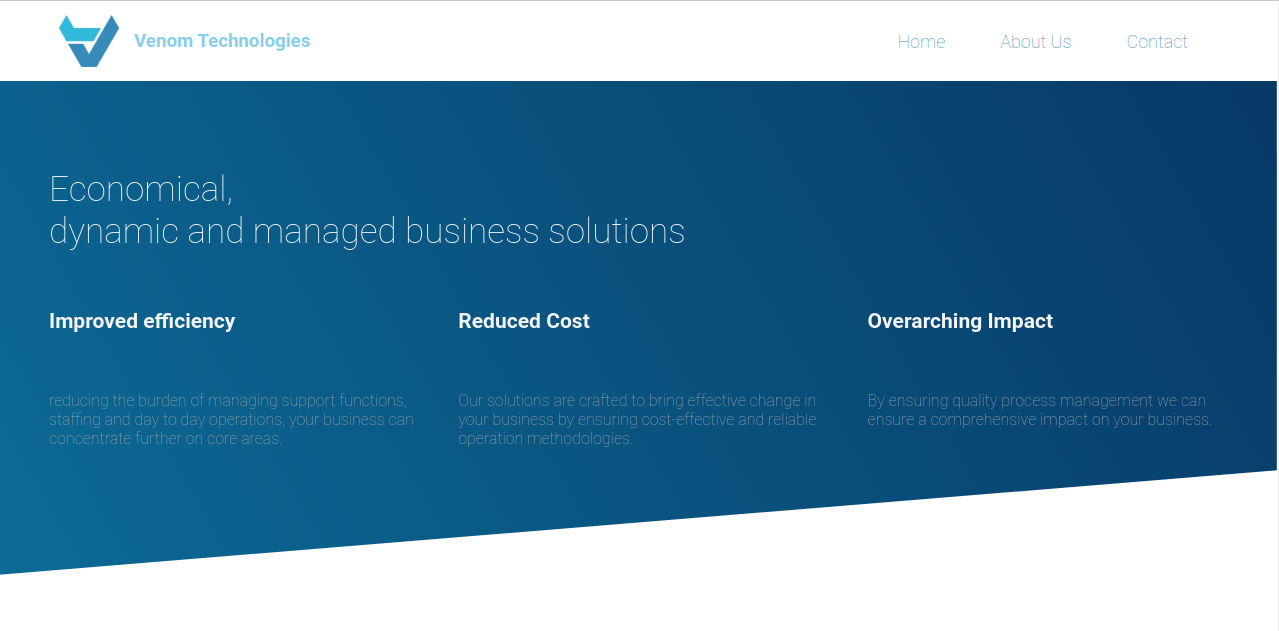 Venom Technologies
Home
About Us
Contact
Economical,
dynamic and managed business solutions
Improved efficiency
reducing the burden of managing support functions,
staffing and day to day operations, your business can
concentrate further on core areas.
Reduced Cost
Our solutions are crafted to bring effective change in
your business by ensuring cost-effective and reliable
operation methodologies.
Overarching Impact
By ensuring quality process management we can
ensure a comprehensive impact on your business.